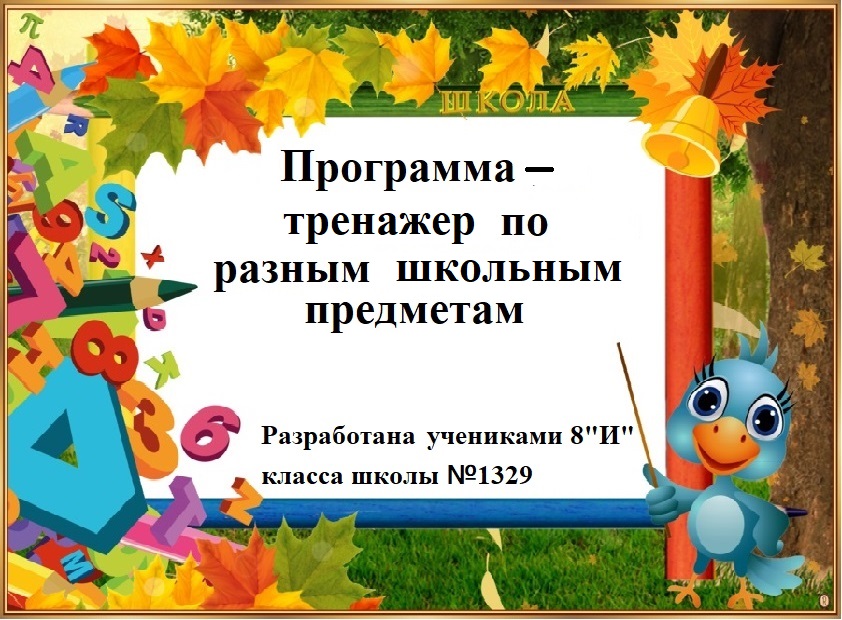 ШКОЛА
Программа –
тренажер по
разным школьным
предметам
Разработана учениками 8"И"
класса школы №1329